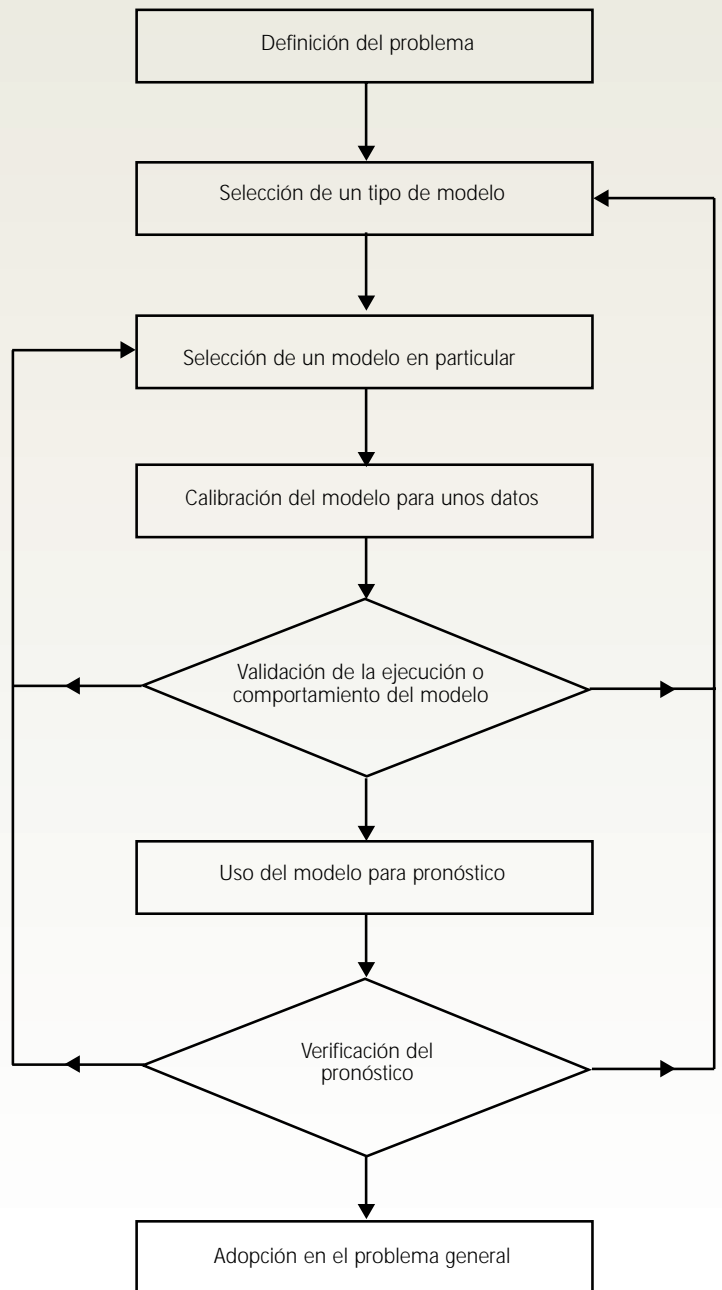 Definición del problema
Selección de un tipo de modelo
Selección de un modelo en particular
Calibración del modelo para unos datos
Validación de la ejecución o
comportamiento del modelo
Uso del modelo para pronóstico
Verificación del
pronóstico
Adopción en el problema general